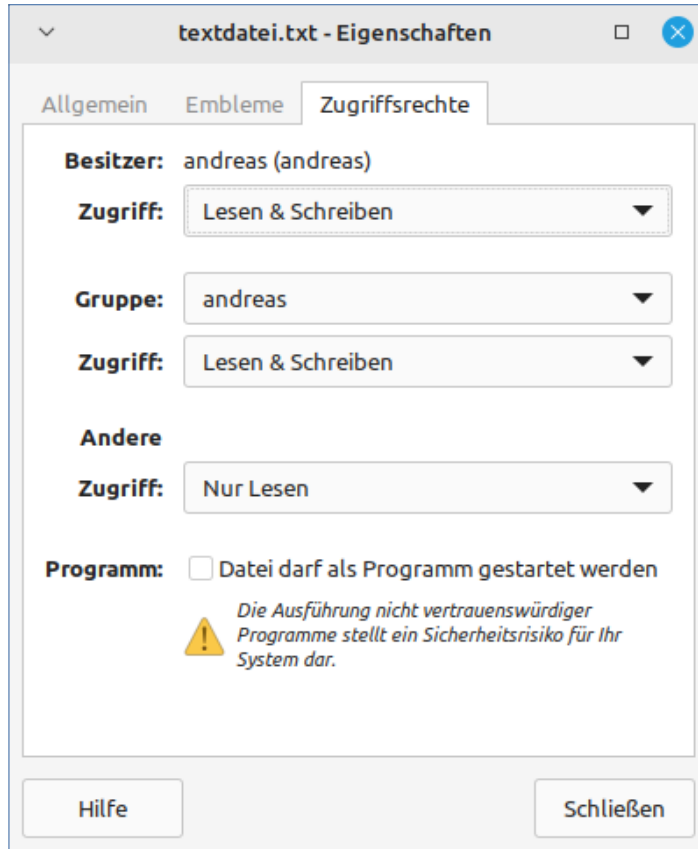 textdatei.txt - Eigenschaften
Allgemein Embleme Zugriffsrechte
Besitzer: andreas (andreas)
Zugriff: Lesen & Schreiben
Gruppe: andreas
Zugriff: Lesen & Schreiben
Andere
Zugriff: Nur Lesen
Programm: Datei darf als Programm gestartet werden
Die Ausführung nicht vertrauenswürdiger
Programme stellt ein Sicherheitsrisiko für Ihr
System dar.
Hilfe Schließen